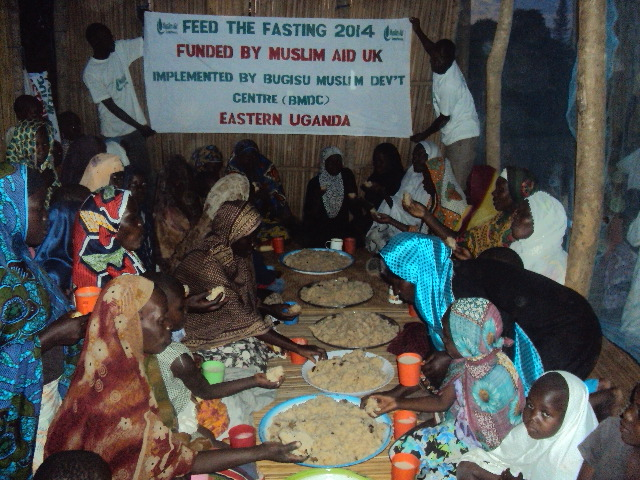 FEED THE FASTING 2014
FUNDED BY MUSLIM AID UK
IMPLEMENTED BY BUGISU MUSLIM DEV'T
CENTRE (BMDC)
EASTERN UGANDA